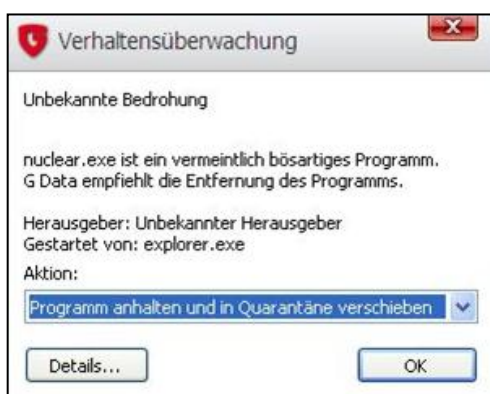 Verhaltensüberwachung
Unbekannte Bedrohung
nuclear.exe ist ein vermeintlich bösartiges Programm.
G Data empfiehlt die Entfernung des Programms.
Herausgeber: Unbekannter Herausgeber
Gestartet von: explorer.exe
Aktion:
Programm anhalten und in Quarantäne verschieben
Details...
OK